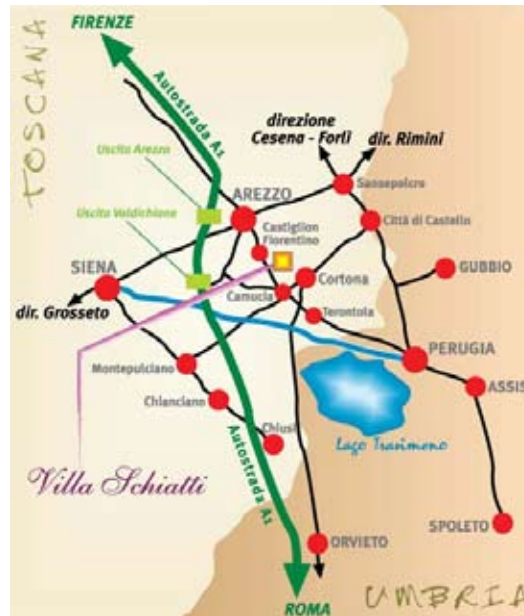 FIRENZE
TOSCANA
Autostrada A1
direzione
Cesena - Forlì
dir. Rimini
Uscita Arezzo
Sansepolcro
AREZZO
Castiglion
Fiorentino
Città di Castello
Uscita Valdichiana
SIENA
Cortona
GUBBIO
Camucia
dir. Grosseto
Terontola
PERUGIA
Montepulciano
ASSIS
Chianciano
Chiusi
Lago Trasimeno
Villa Schiatti
Autostrada A1
SPOLETO
ORVIETO
UMBRIA
ROMA